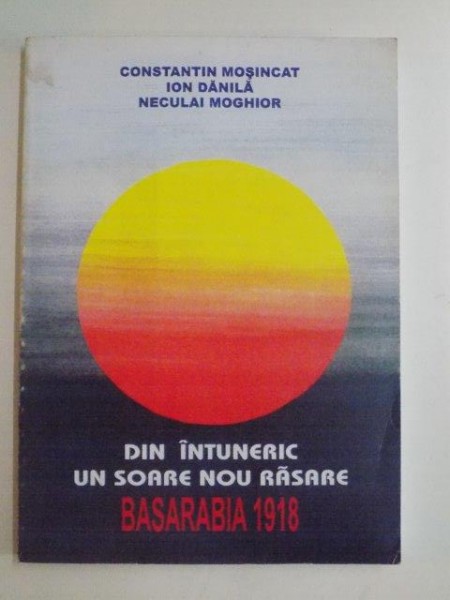 CONSTANTIN MOŞINCAT
ION DĂNILĂ
NECULAI MOGHIOR
DIN ÎNTUNERIC
UN SOARE NOU RĂSARE
BASARABIA 1918